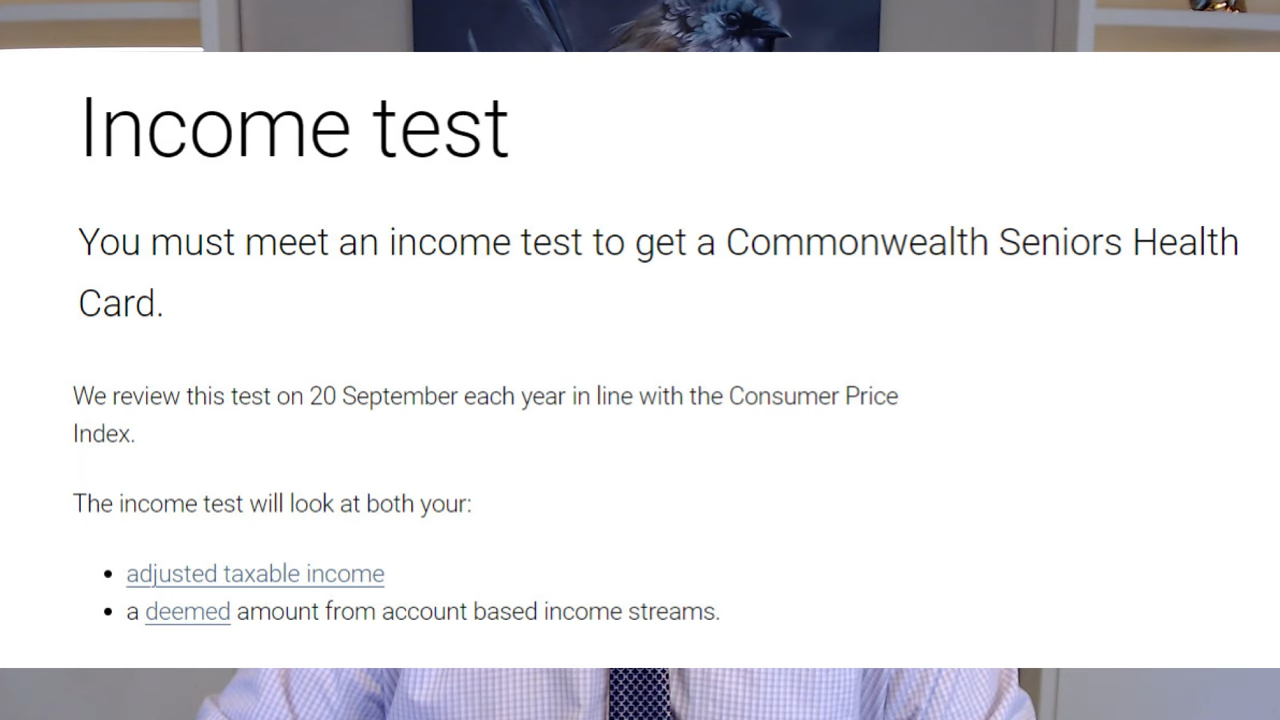 Income test
You must meet an income test to get a Commonwealth Seniors Health
Card.
We review this test on 20 September each year in line with the Consumer Price
Index.
The income test will look at both your:
• adjusted taxable income
• a deemed amount from account based income streams.